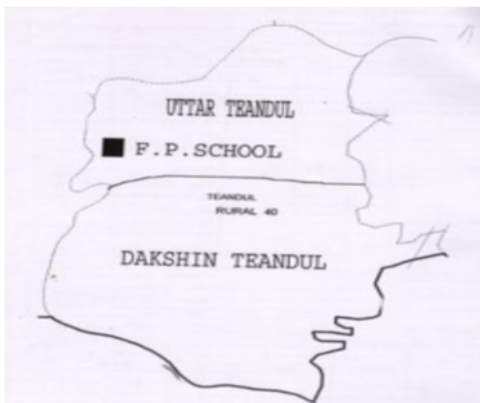 UTTAR TEANDUL
F.P.SCHOOL
TEANDUL
RURAL 40
DAKSHIN TEANDUL